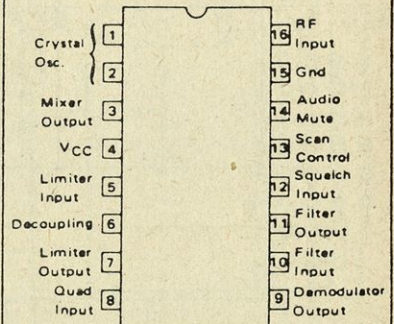 Crystal
Osc.
1
2
Mixer
Output
3
VCC
4
Limiter
Input
5
Decoupling
6
Limiter
Output
7
Quad
Input
8
16
RF
Input
15
Gnd
14
Audio
Mute
13
Scan
Control
12
Squelch
Input
11
Filter
Output
10
Filter
Input
9
Demodulator
Output